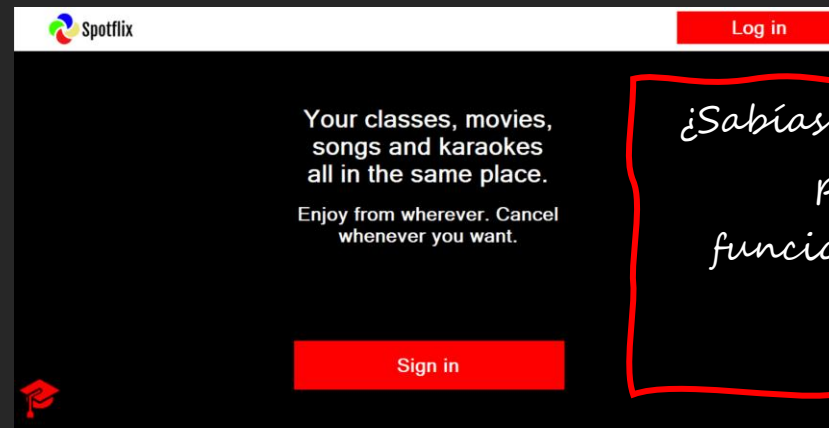 Spotflix
Log in
Your classes, movies,
songs and karaokes
all in the same place.
Enjoy from wherever. Cancel
whenever you want.
Sign in
¿Sabías